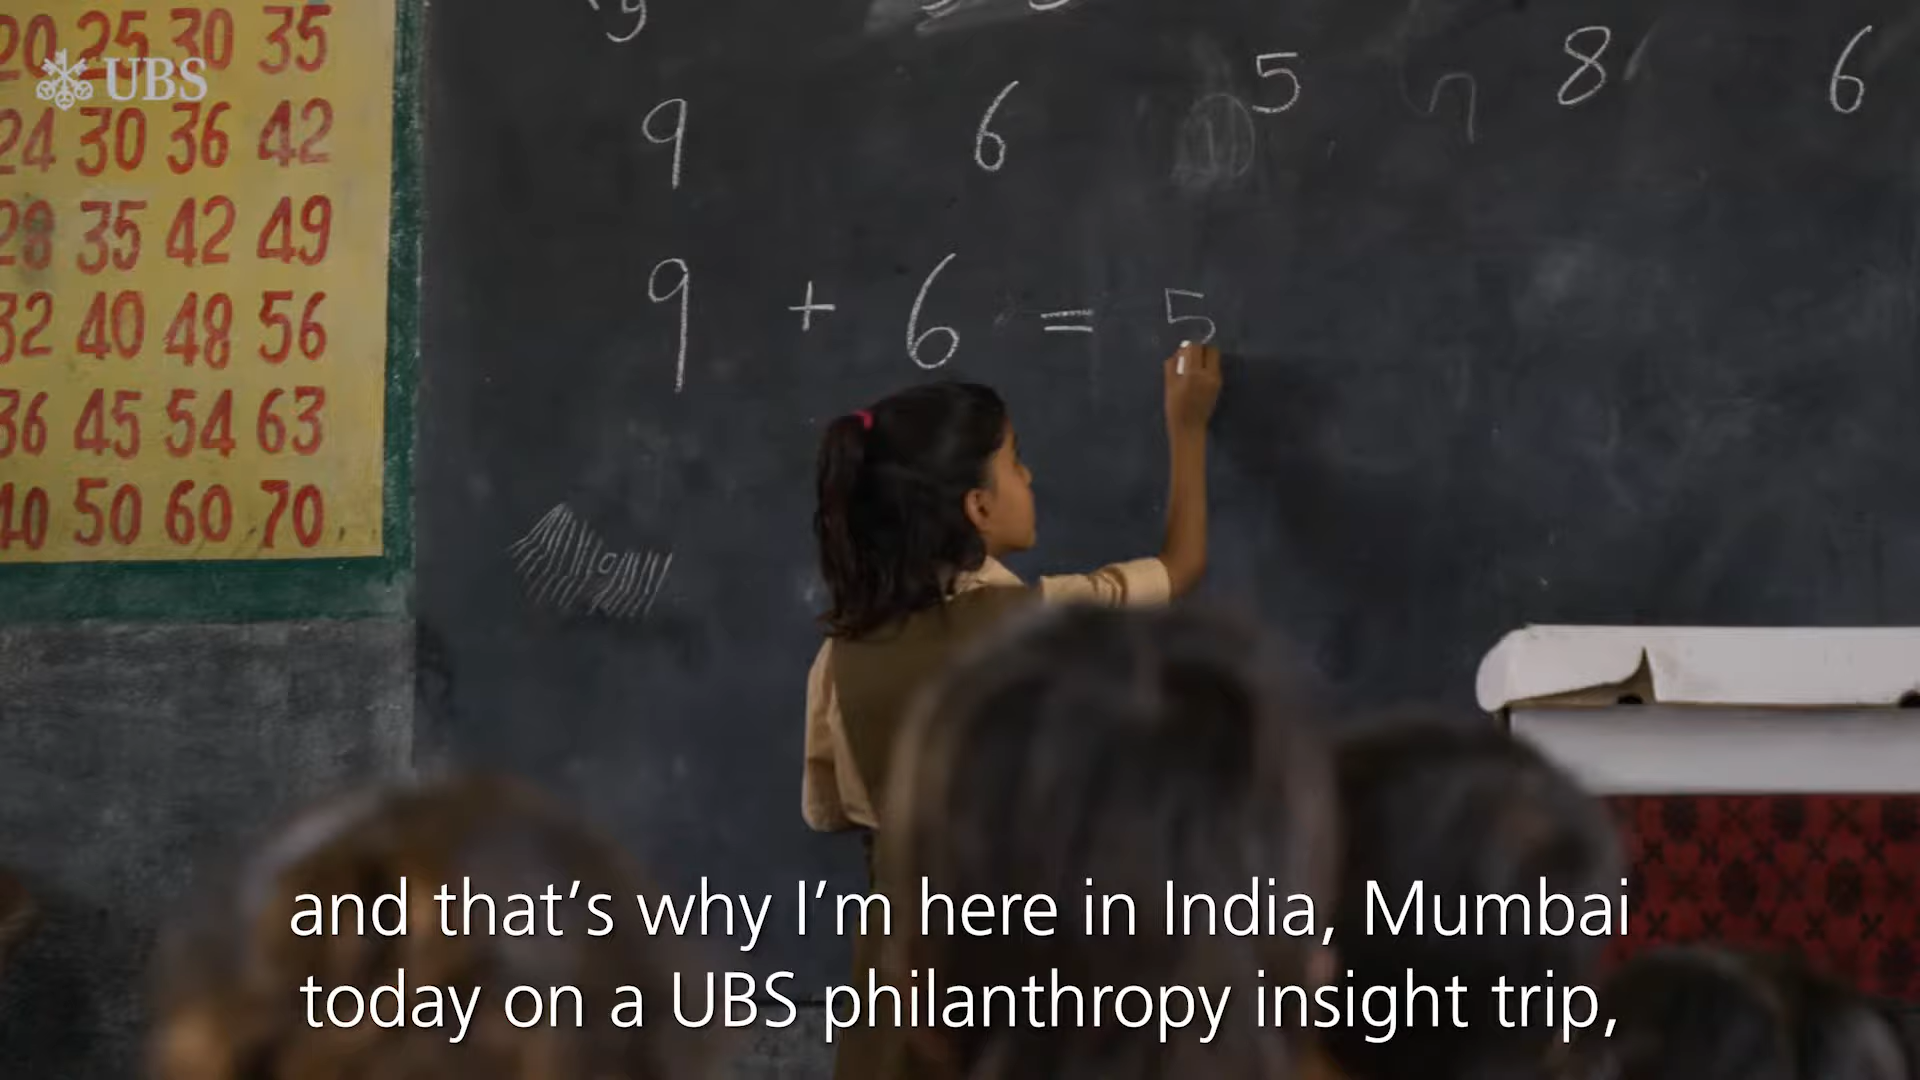 20 25 30 35
UBS
24 30 36 42
28 35 42 49
32 40 48 56
36 45 54 63
40 50 60 70
9 6 5 8 6
9 + 6 = 5
and that's why I'm here in India, Mumbai
today on a UBS philanthropy insight trip,